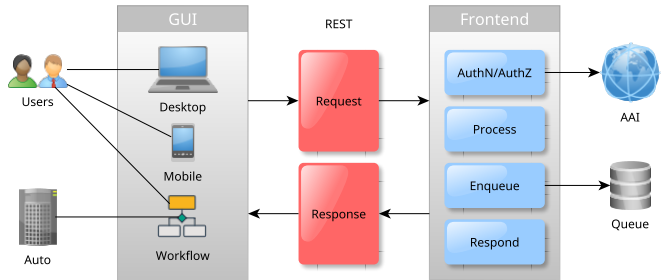 GUI
REST
Frontend
Users
Desktop
Mobile
Workflow
Auto
Request
Response
AuthN/AuthZ
Process
Enqueue
Respond
AAI
Queue